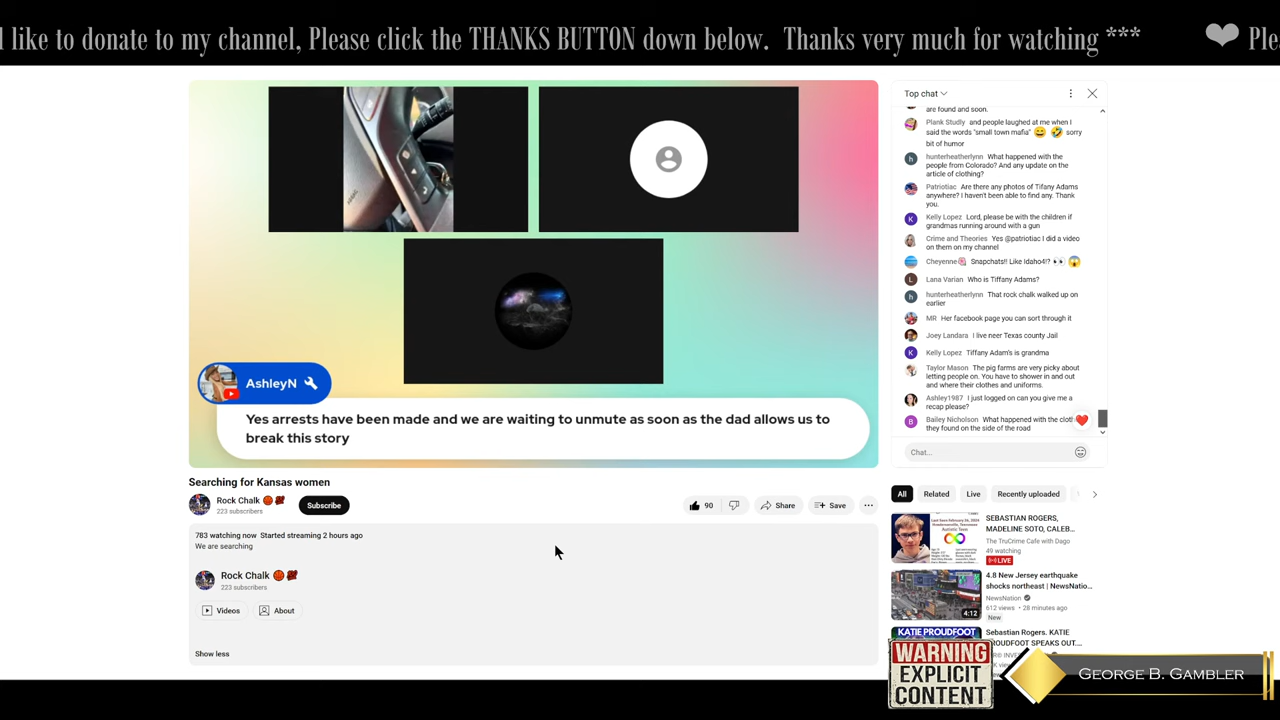 l like to donate to my channel, Please click the THANKS BUTTON down below. Thanks very much for watching *** ❤ Ple
Top chat
are found and soon.
Plank Studly and people laughed at me when I
said the words "small town mafia" 😄 🤣 sorry
bit of humor
h hunterheatherlynn What happened with the
people from Colorado? And any update on the
article of clothing?
Patriotiac Are there any photos of Tifany Adams
anywhere? I haven't been able to find any. Thank
you.
K Kelly Lopez Lord, please be with the children if
grandmas running around with a gun
Crime and Theories Yes @patriotiac I did a video
on them on my channel
Cheyenne Snapchats!! Like Idaho4!? 👀 😱
L Lana Varian Who is Tiffany Adams?
h hunterheatherlynn That rock chalk walked up on
earlier
MR Her facebook page you can sort through it
Joey Landara I live neer Texas county Jail
K Kelly Lopez Tiffany Adam's is grandma
Taylor Mason The pig farms are very picky about
letting people on. You have to shower in and out
and where their clothes and uniforms.
Ashley1987 I just logged on can you give me a
recap please?
B Bailey Nicholson What happened with the cloth
they found on the side of the road
Chat...
AshleyN
Yes arrests have been made and we are waiting to unmute as soon as the dad allows us to
break this story
Searching for Kansas women
Rock Chalk
223 subscribers
Subscribe
90
Share
Save
783 watching now Started streaming 2 hours ago
We are searching
Rock Chalk
223 subscribers
Videos
About
Show less
All
Related
Live
Recently uploaded
SEBASTIAN ROGERS,
MADELINE SOTO, CALEB...
The TruCrime Cafe with Dago
49 watching
LIVE
4.8 New Jersey earthquake
shocks northeast | NewsNatio...
NewsNation
612 views • 28 minutes ago
New
4:12
KATIE PROUDFOOT
Sebastian Rogers. KATIE
PROUDFOOT SPEAKS OUT....
WARNING
EXPLICIT
CONTENT
GEORGE B. GAMBLER